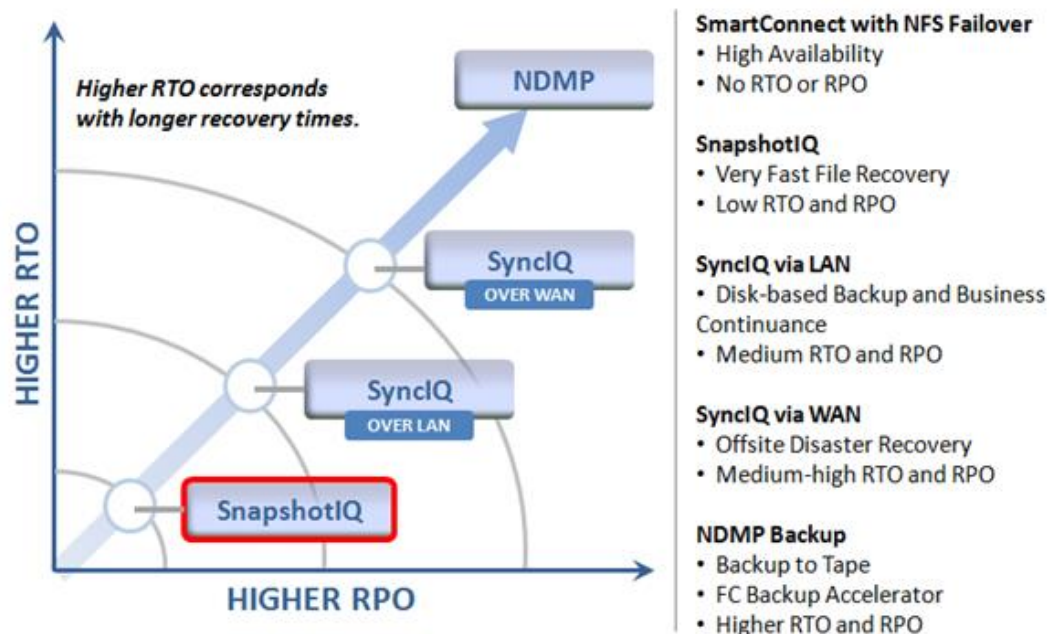 Higher RTO corresponds
with longer recovery times.
NDMP
SyncIQ
OVER WAN
SyncIQ
OVER LAN
SnapshotIQ
HIGHER RTO
HIGHER RPO
SmartConnect with NFS Failover
• High Availability
• No RTO or RPO
SnapshotIQ
• Very Fast File Recovery
• Low RTO and RPO
SyncIQ via LAN
• Disk-based Backup and Business
Continuance
• Medium RTO and RPO
SyncIQ via WAN
• Offsite Disaster Recovery
• Medium-high RTO and RPO
NDMP Backup
• Backup to Tape
• FC Backup Accelerator
• Higher RTO and RPO